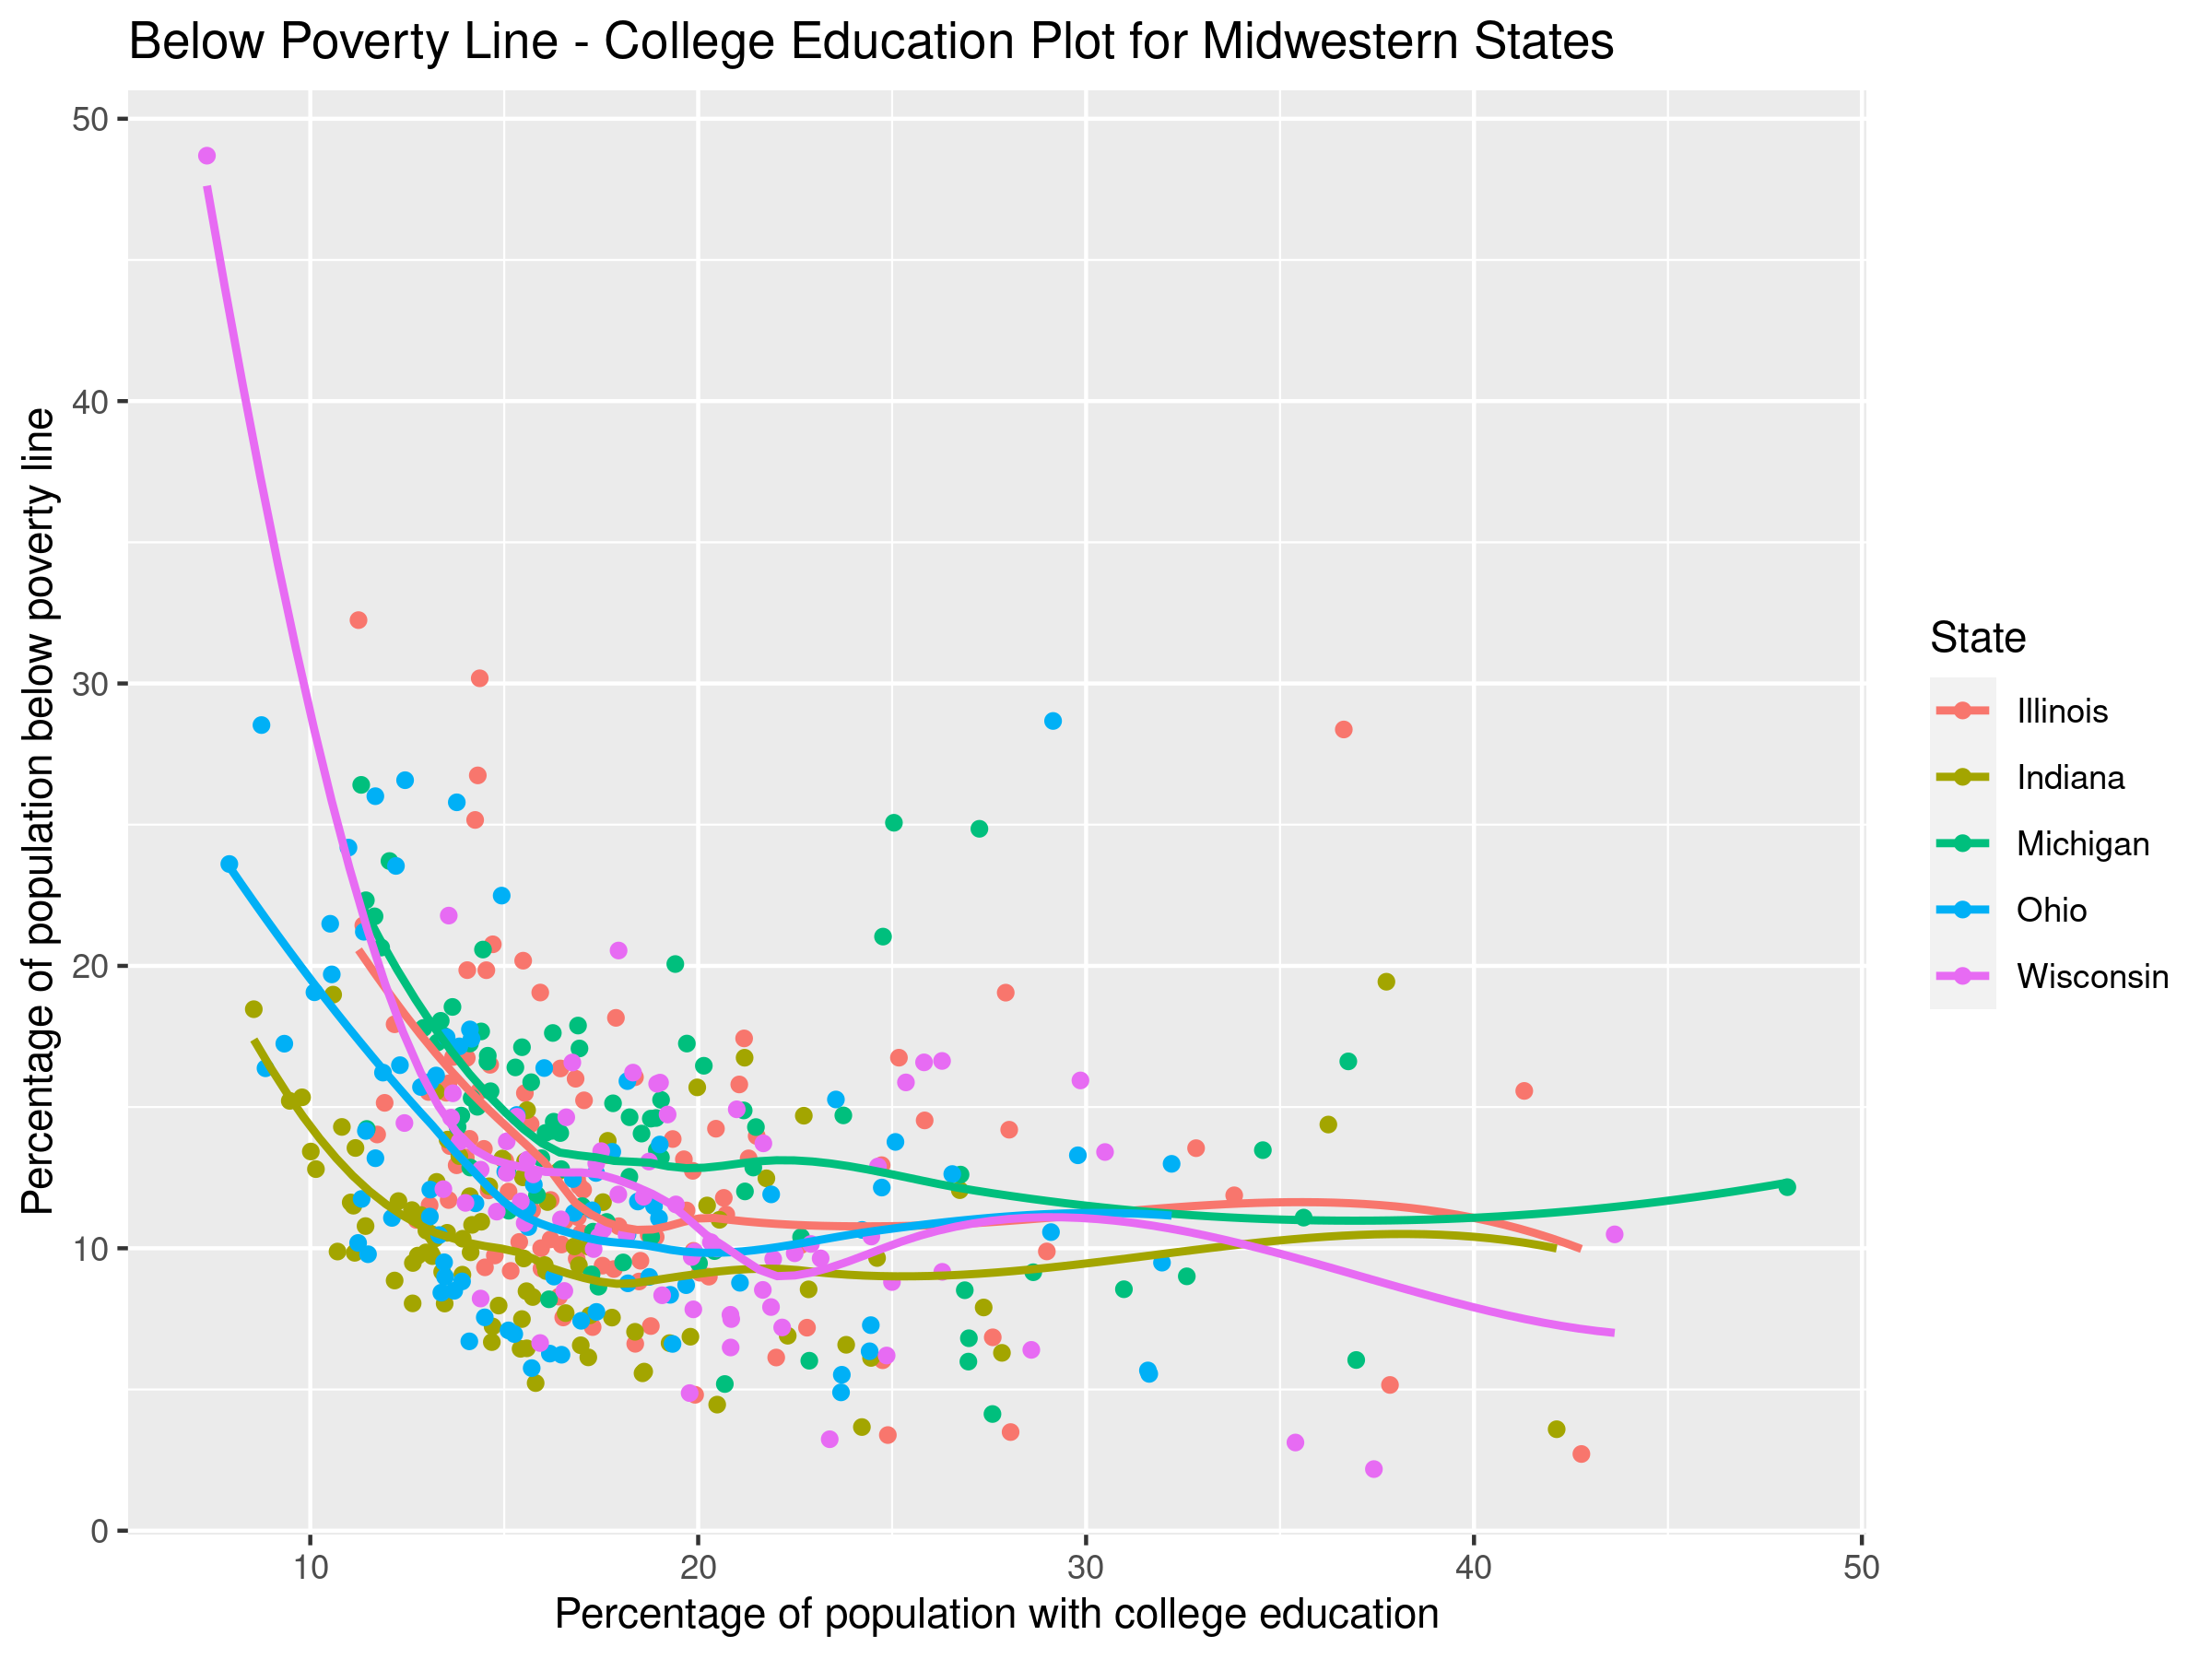 Below Poverty Line - College Education Plot for Midwestern States
50
40
30
20
10
0
Percentage of population below poverty line
10 20 30 40 50
Percentage of population with college education
State
Illinois
Indiana
Michigan
Ohio
Wisconsin